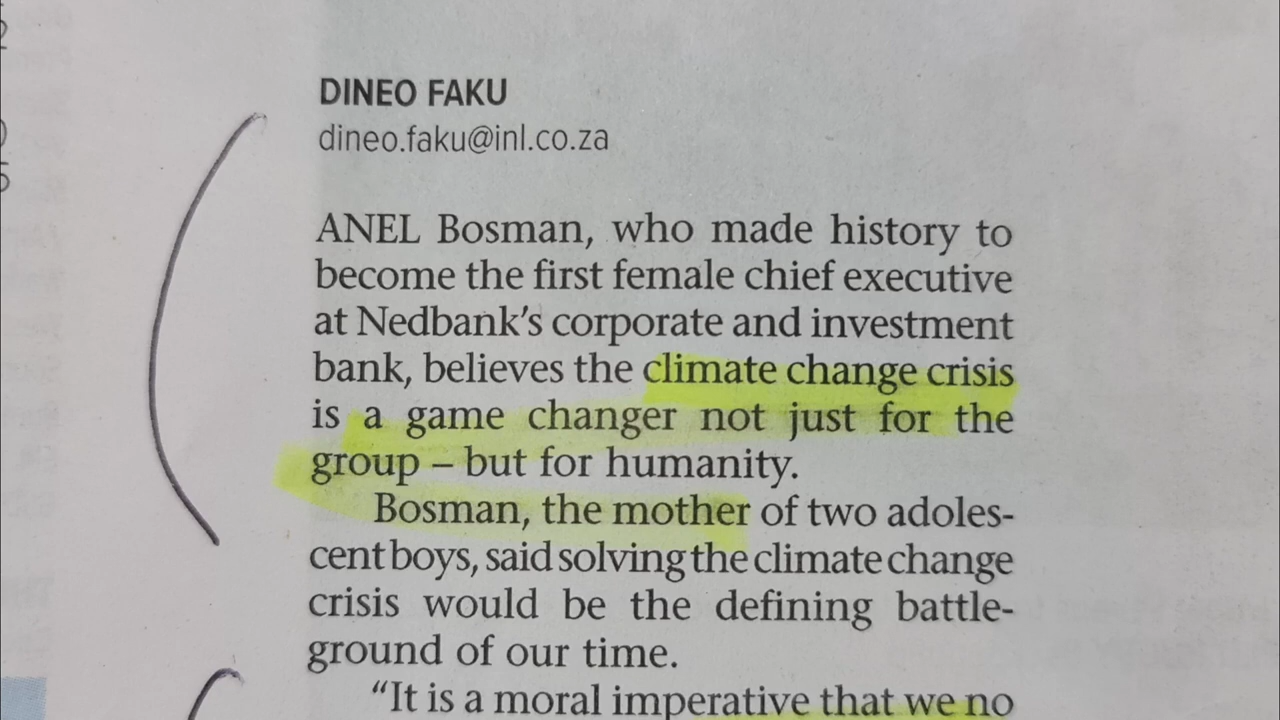 DINEO FAKU
dineo.faku@inl.co.za
ANEL Bosman, who made history to
become the first female chief executive
at Nedbank's corporate and investment
bank, believes the climate change crisis
is a game changer not just for the
group – but for humanity.
Bosman, the mother of two adoles-
cent boys, said solving the climate change
crisis would be the defining battle-
ground of our time.
“It is a moral imperative that we no